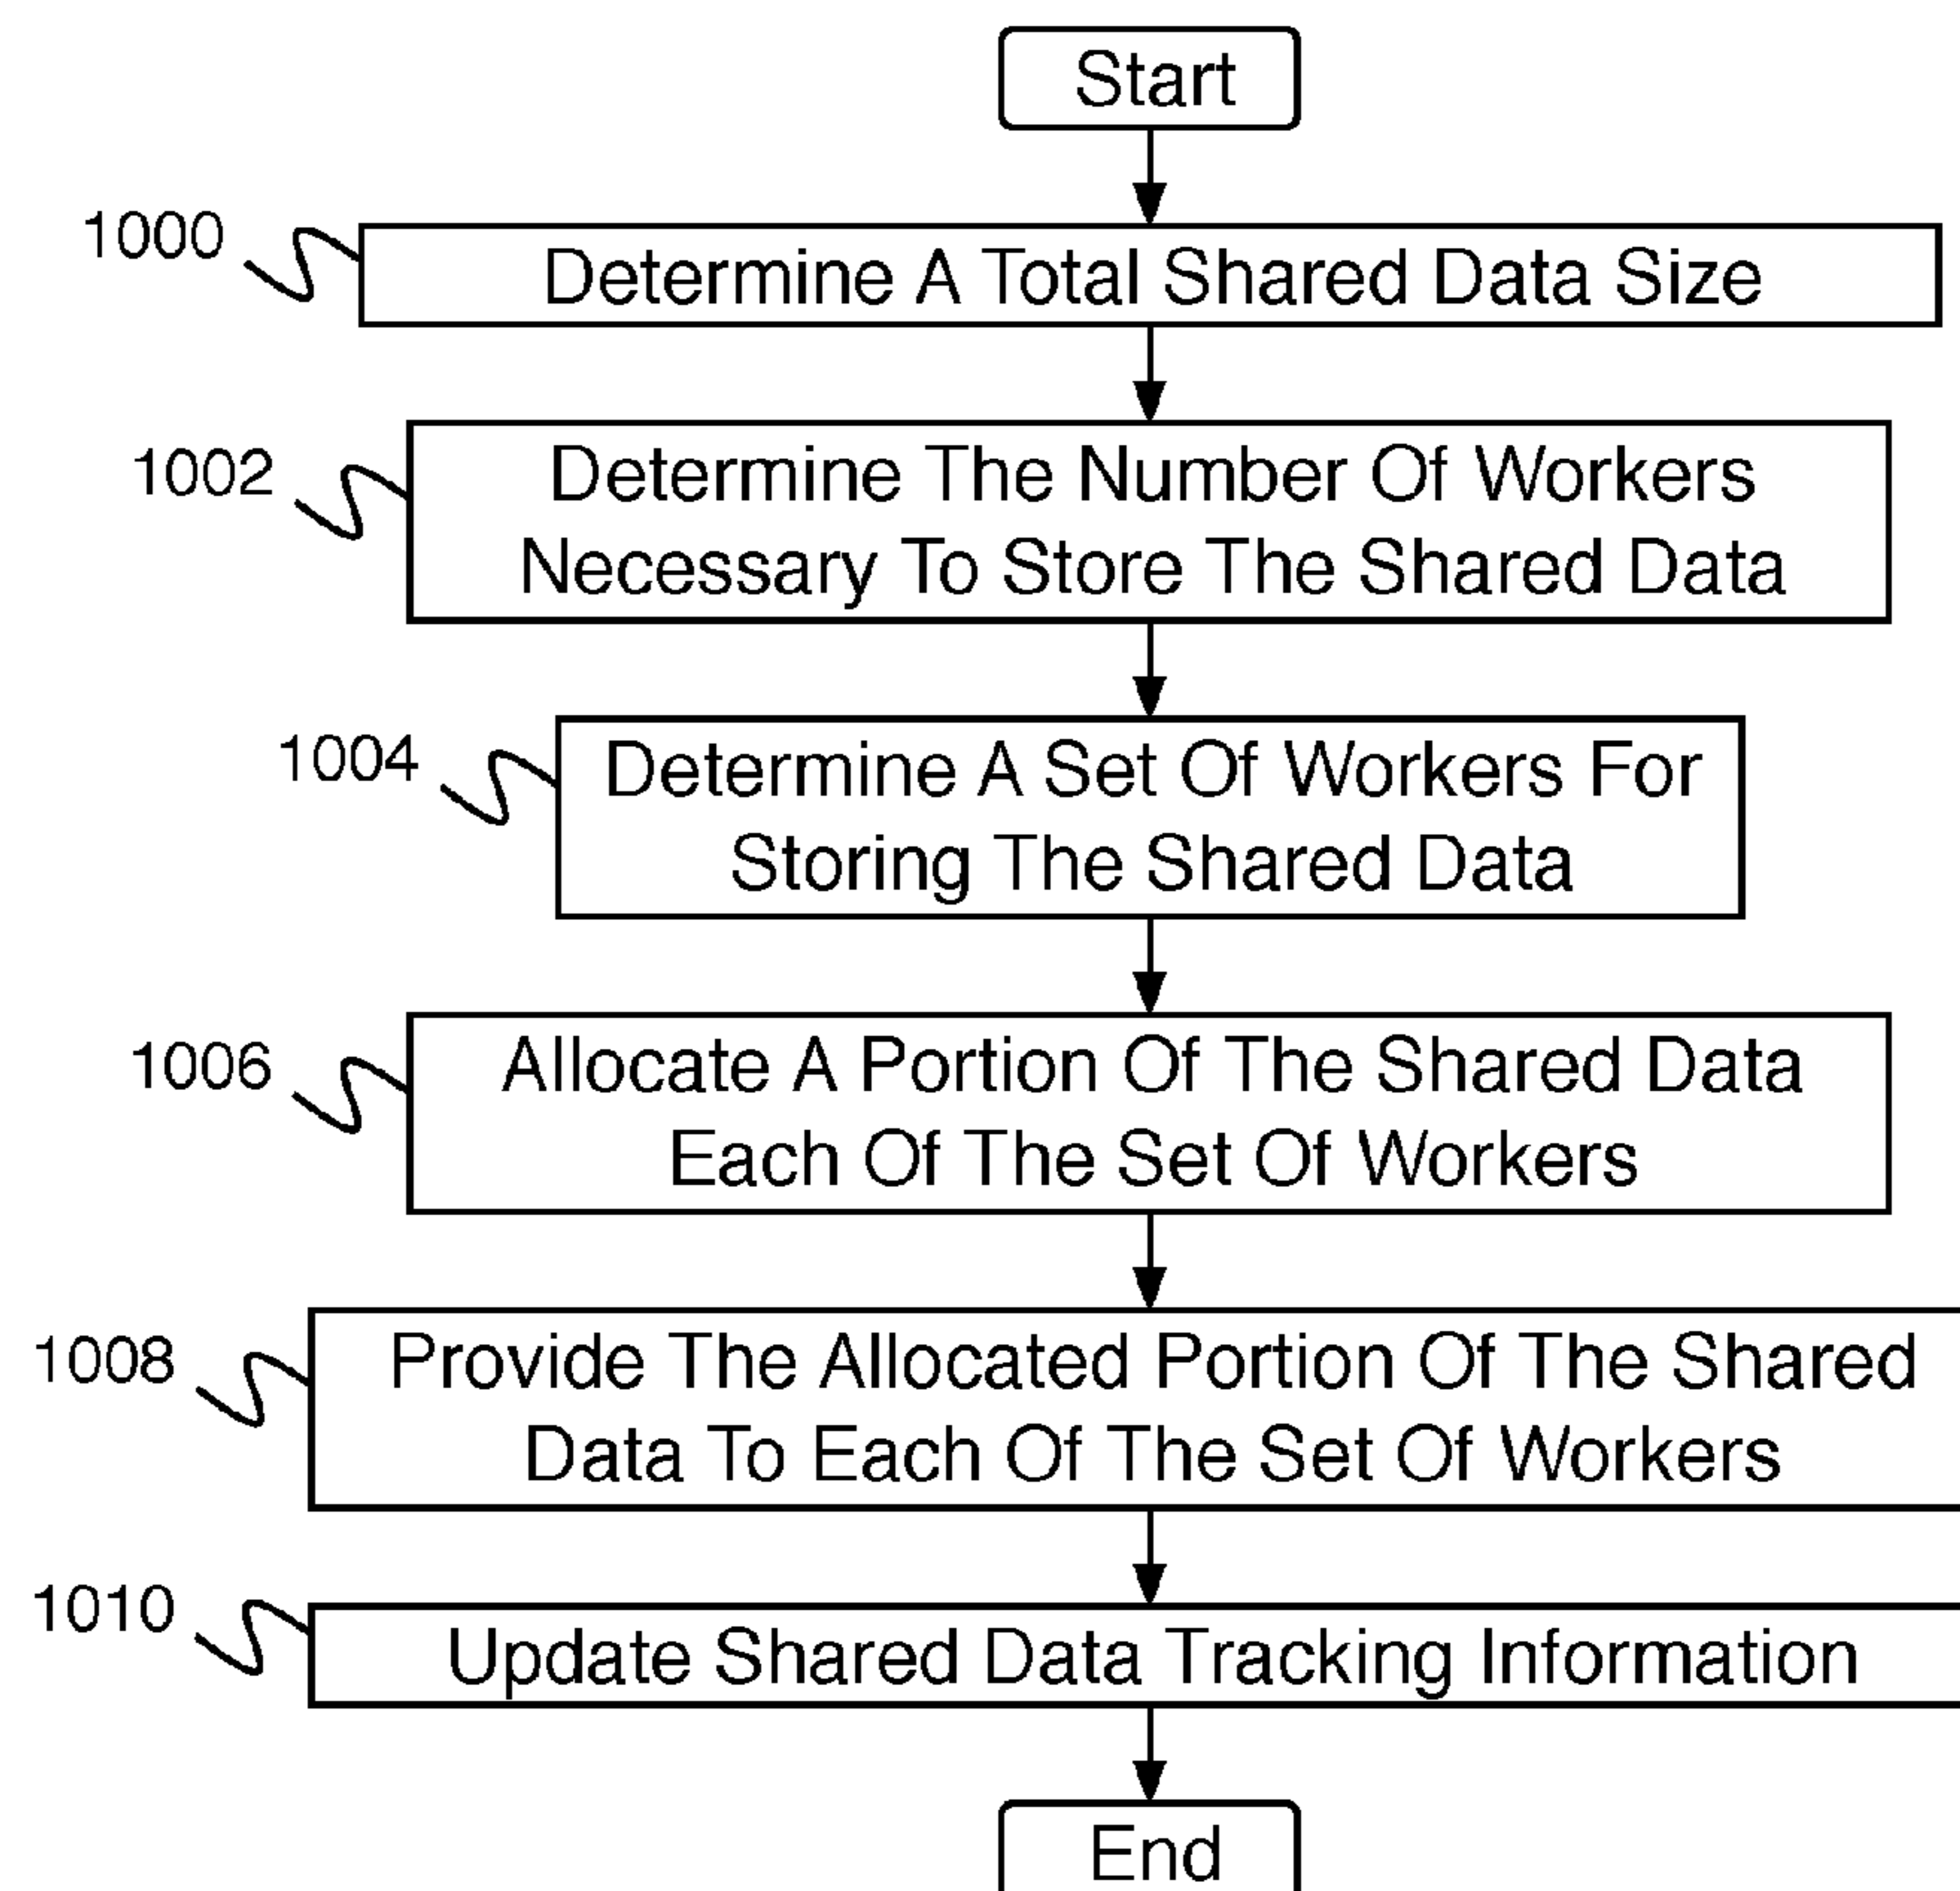 Start
1000
Determine A Total Shared Data Size
1002
Determine The Number Of Workers
Necessary To Store The Shared Data
1004
Determine A Set Of Workers For
Storing The Shared Data
1006
Allocate A Portion Of The Shared Data
Each Of The Set Of Workers
1008
Provide The Allocated Portion Of The Shared
Data To Each Of The Set Of Workers
1010
Update Shared Data Tracking Information
End